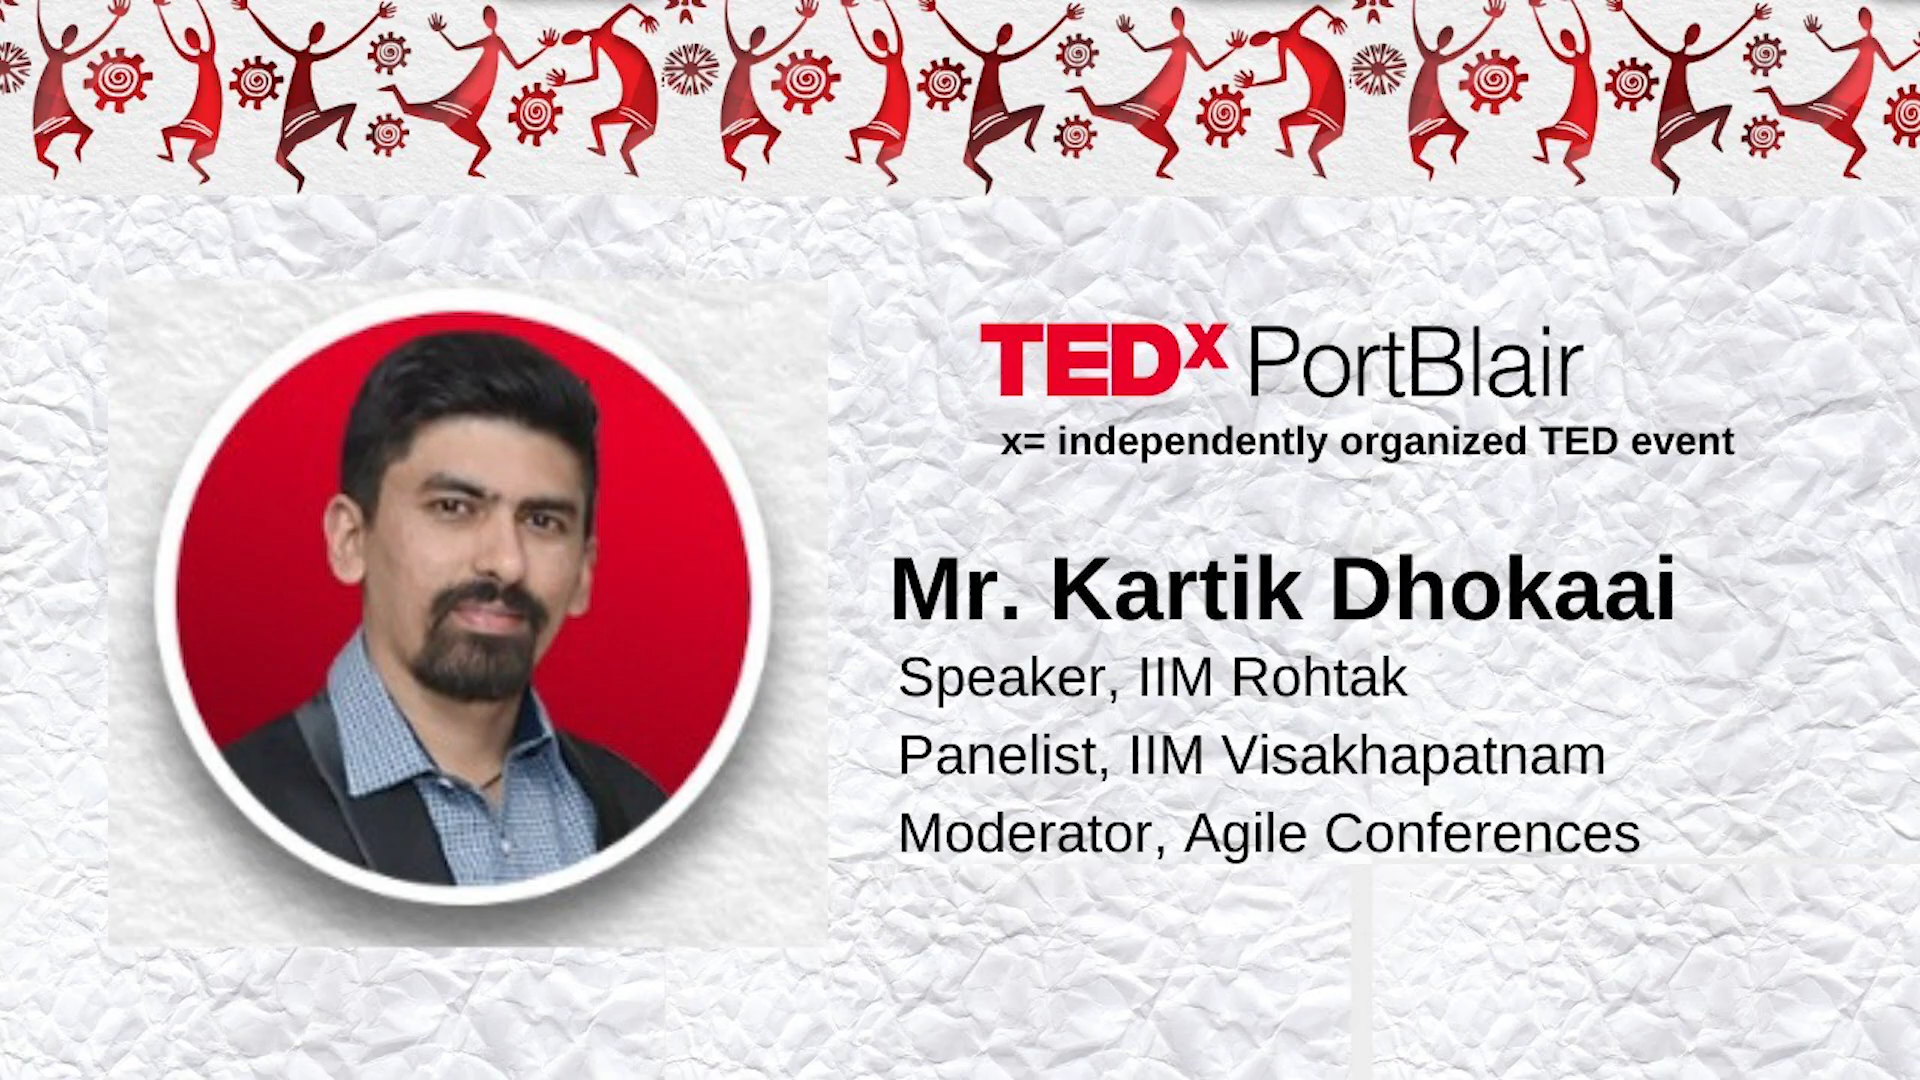 TEDx PortBlair
x= independently organized TED event
Mr. Kartik Dhokaai
Speaker, IIM Rohtak
Panelist, IIM Visakhapatnam
Moderator, Agile Conferences